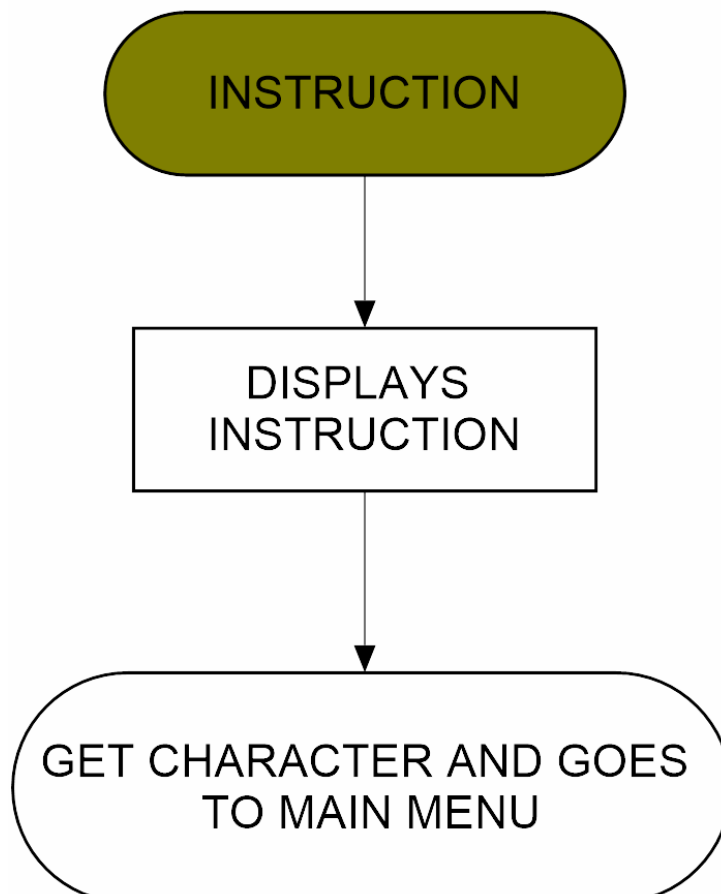 INSTRUCTION
DISPLAYS
INSTRUCTION
GET CHARACTER AND GOES
TO MAIN MENU